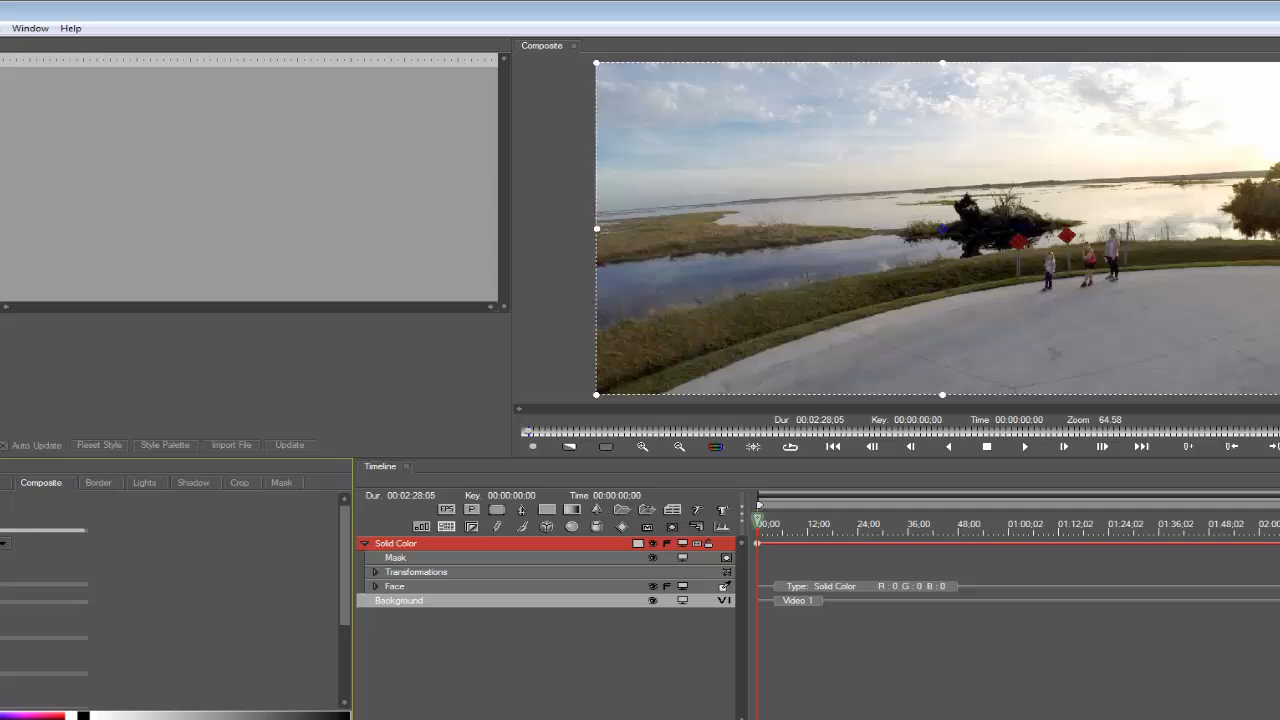 Window Help
Composite
Dur 00:02:28;05 Key. 00:00:00;00 Time 00:00:00;00 Zoom 64.58
Auto Update Reset Style Style Palette Import File Update
Timeline
Composite Border Lights Shadow Crop Mask
Dur. 00:02:28;05 Key. 00:00:00;00 Time 00:00:00;00
00:00 12;00 24;00 36;00 48;00 01:00;02 01:12;02 01:24;02 01:36;02 01:48;02 02:0
Solid Color
Mask
Transformations
Face
Type: Solid Color R : 0 G : 0 B : 0
Background V1
Video 1